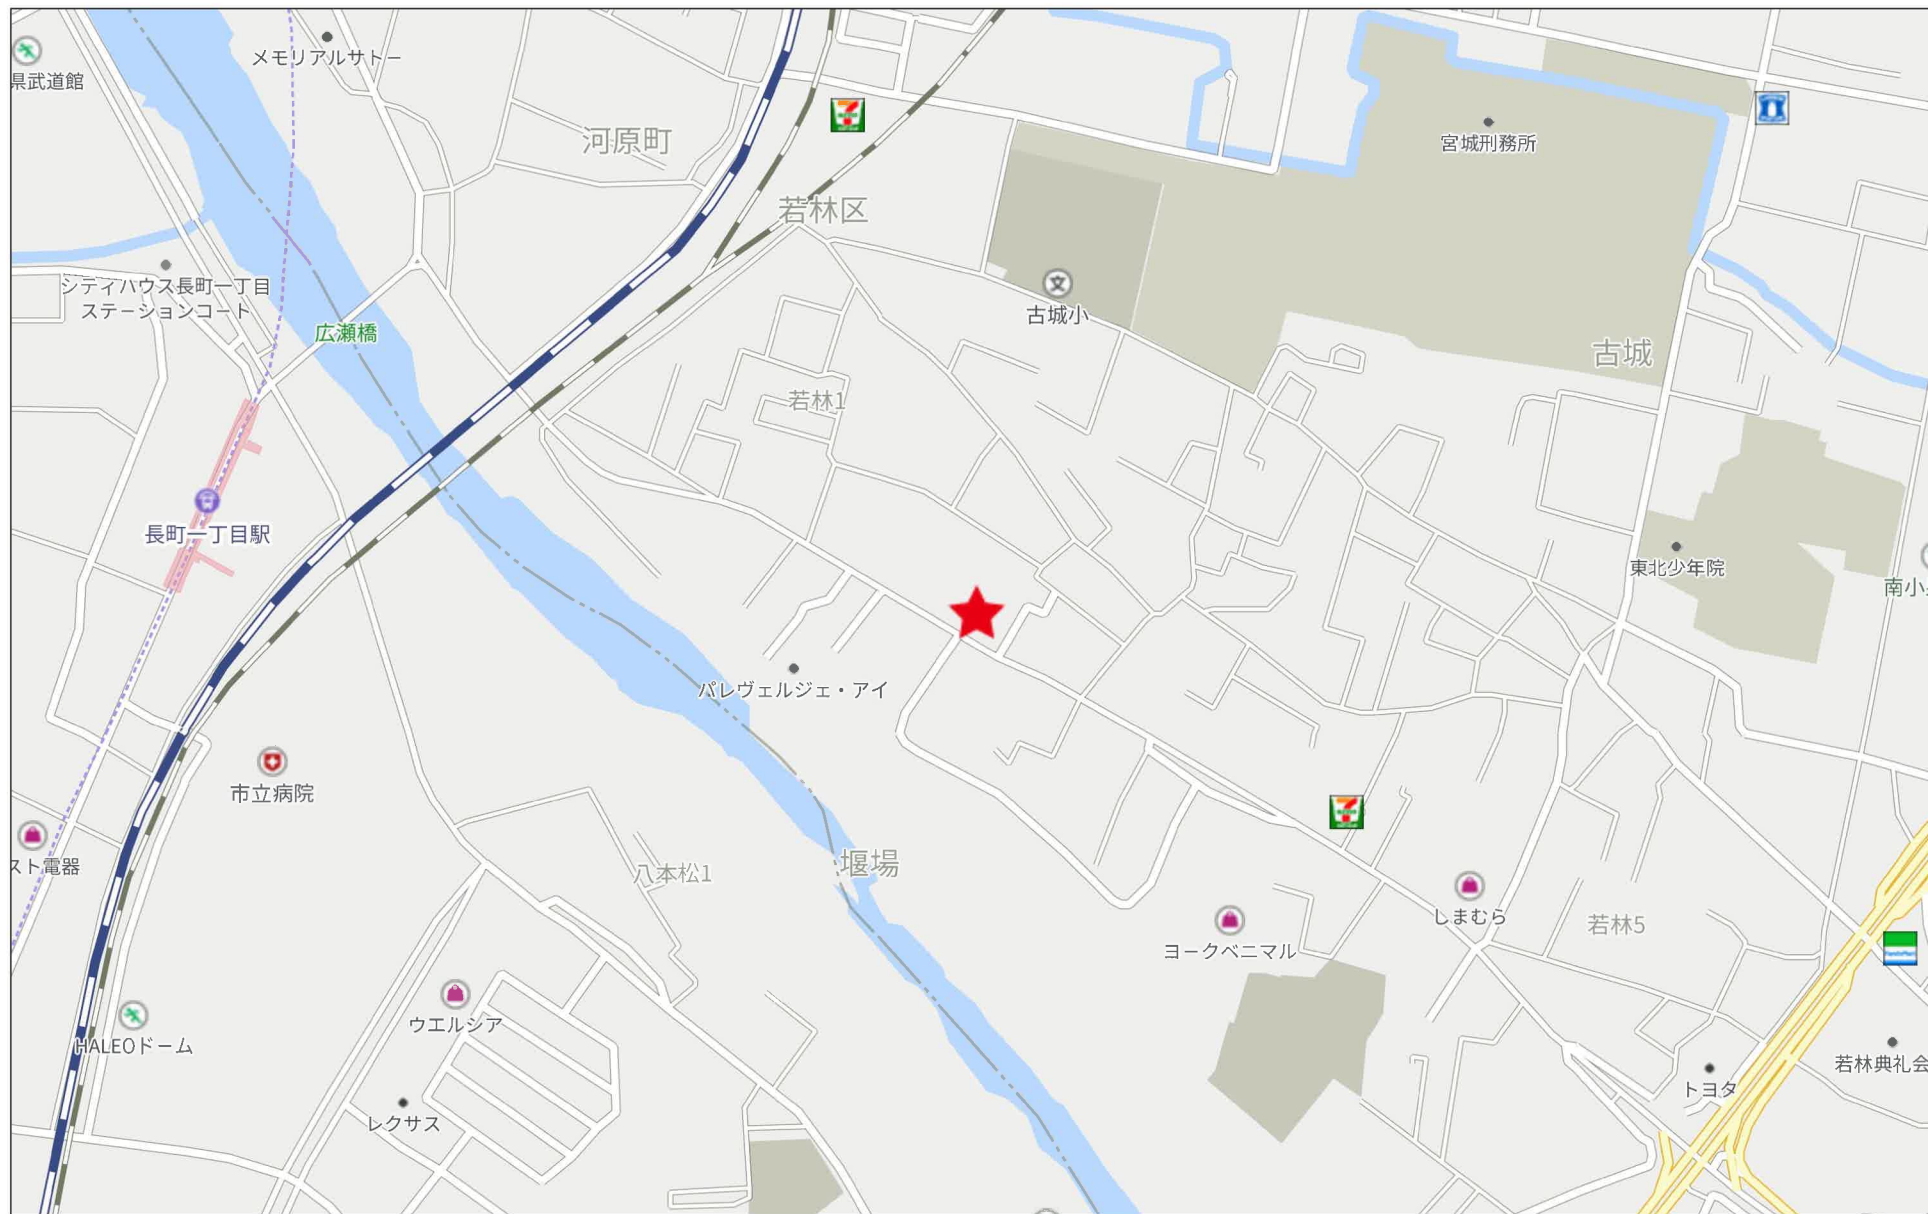 メモリアルサトー
県武道館
河原町
宮城刑務所
若林区
シティハウス長町一丁目
ステーションコート
古城小
広瀬橋
古城
若林1
長町一丁目駅
東北少年院
南小
パレヴェルジェ・アイ
市立病院
スト電器
八本松1
堰場
しまむら
若林5
ヨークベニマル
ウエルシア
HALEOドーム
若林典礼会
トヨタ
レクサス